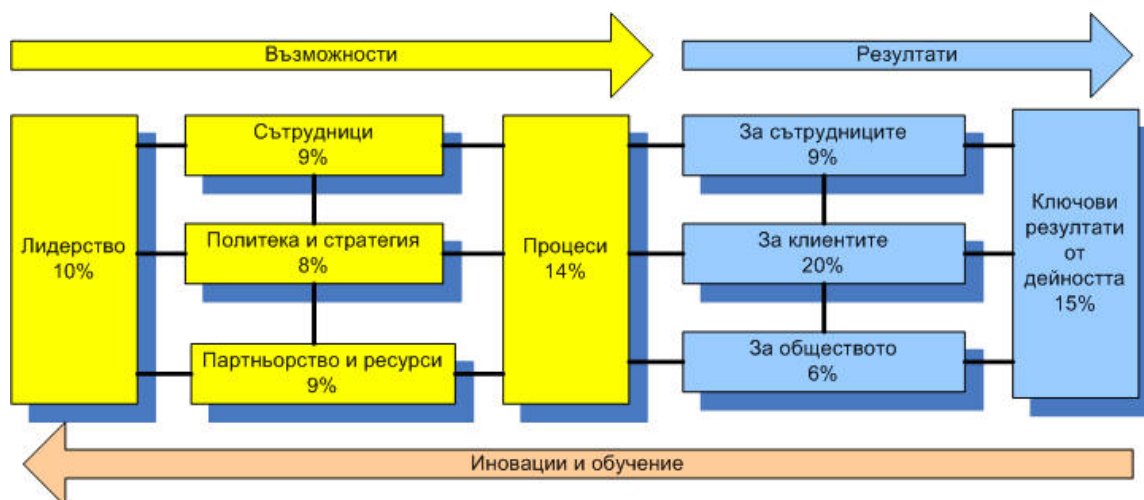 Възможности
Резултати
Лидерство
10%
Сътрудници
9%
Политека и стратегия
8%
Партньорство и ресурси
9%
Процеси
14%
За сътрудниците
9%
За клиентите
20%
За обществото
6%
Ключови
резултати
от
дейността
15%
Иновации и обучение